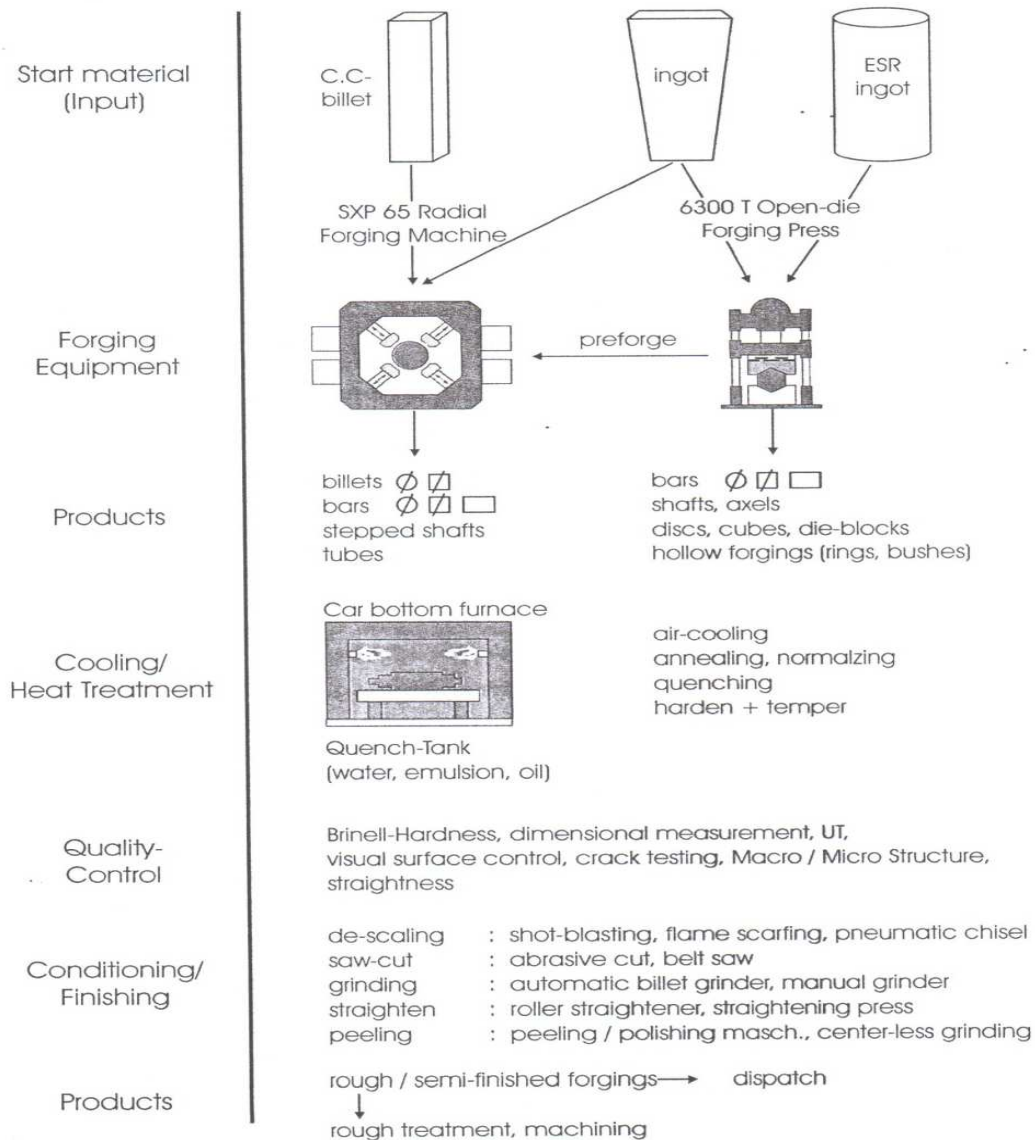 Start material
(Input)
C.C-
billet
ingot
ESR
ingot
SXP 65 Radial
Forging Machine
6300 T Open-die
Forging Press
Forging
Equipment
preforge
Products
billets
bars
stepped shafts
tubes
bars
shafts, axels
discs, cubes, die-blocks
hollow forgings (rings, bushes)
Cooling/
Heat Treatment
Car bottom furnace
Quench-Tank
(water, emulsion, oil)
air-cooling
annealing, normalzing
quenching
harden + temper
Quality-
Control
Brinell-Hardness, dimensional measurement, UT,
visual surface control, crack testing, Macro / Micro Structure,
straightness
Conditioning/
Finishing
de-scaling : shot-blasting, flame scarfing, pneumatic chisel
saw-cut : abrasive cut, belt saw
grinding : automatic billet grinder, manual grinder
straighten : roller straightener, straightening press
peeling : peeling / polishing masch., center-less grinding
Products
rough / semi-finished forgings → dispatch
rough treatment, machining